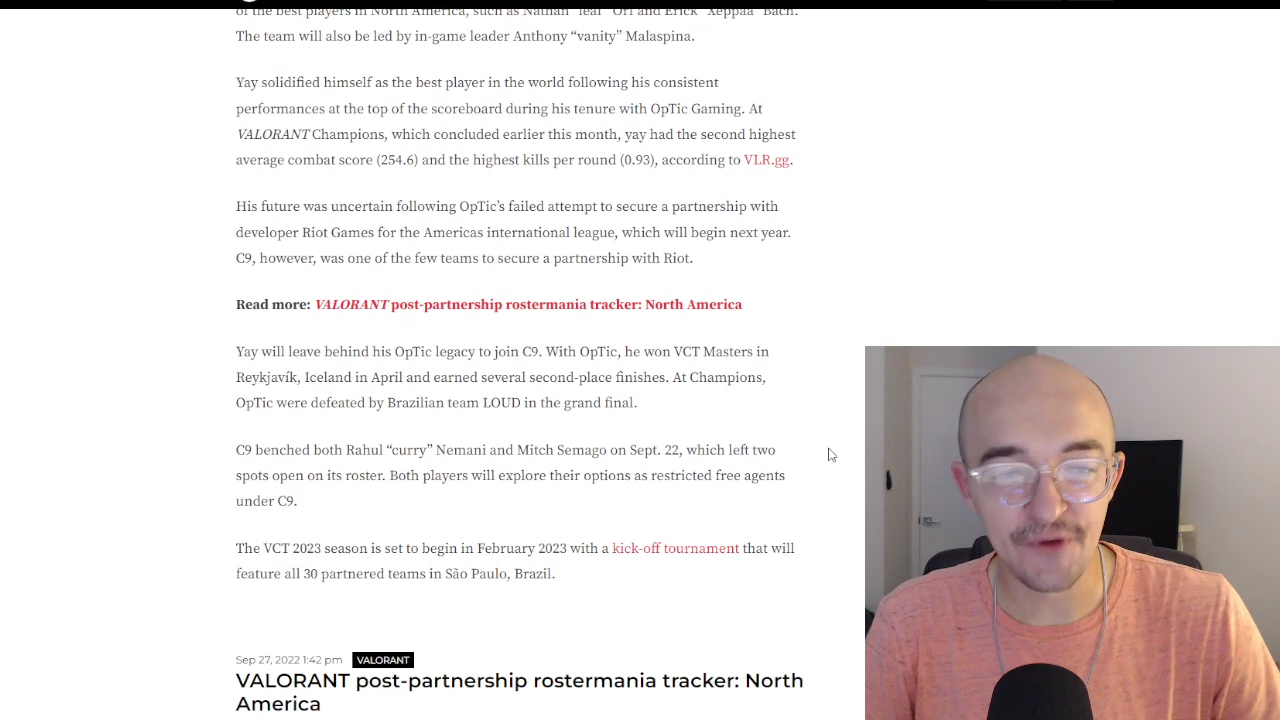 of the best players in North America, such as Nathan “leaf” Orf and Erick “Xeppaa” Bach.
The team will also be led by in-game leader Anthony “vanity” Malaspina.
Yay solidified himself as the best player in the world following his consistent
performances at the top of the scoreboard during his tenure with OpTic Gaming. At
VALORANT Champions, which concluded earlier this month, yay had the second highest
average combat score (254.6) and the highest kills per round (0.93), according to VLR.gg.
His future was uncertain following OpTic’s failed attempt to secure a partnership with
developer Riot Games for the Americas international league, which will begin next year.
C9, however, was one of the few teams to secure a partnership with Riot.
Read more: VALORANT post-partnership rostermania tracker: North America
Yay will leave behind his OpTic legacy to join C9. With OpTic, he won VCT Masters in
Reykjavík, Iceland in April and earned several second-place finishes. At Champions,
OpTic were defeated by Brazilian team LOUD in the grand final.
C9 benched both Rahul “curry” Nemani and Mitch Semago on Sept. 22, which left two
spots open on its roster. Both players will explore their options as restricted free agents
under C9.
The VCT 2023 season is set to begin in February 2023 with a kick-off tournament that will
feature all 30 partnered teams in São Paulo, Brazil.
Sep 27, 2022 1:42 pm VALORANT
VALORANT post-partnership rostermania tracker: North
America